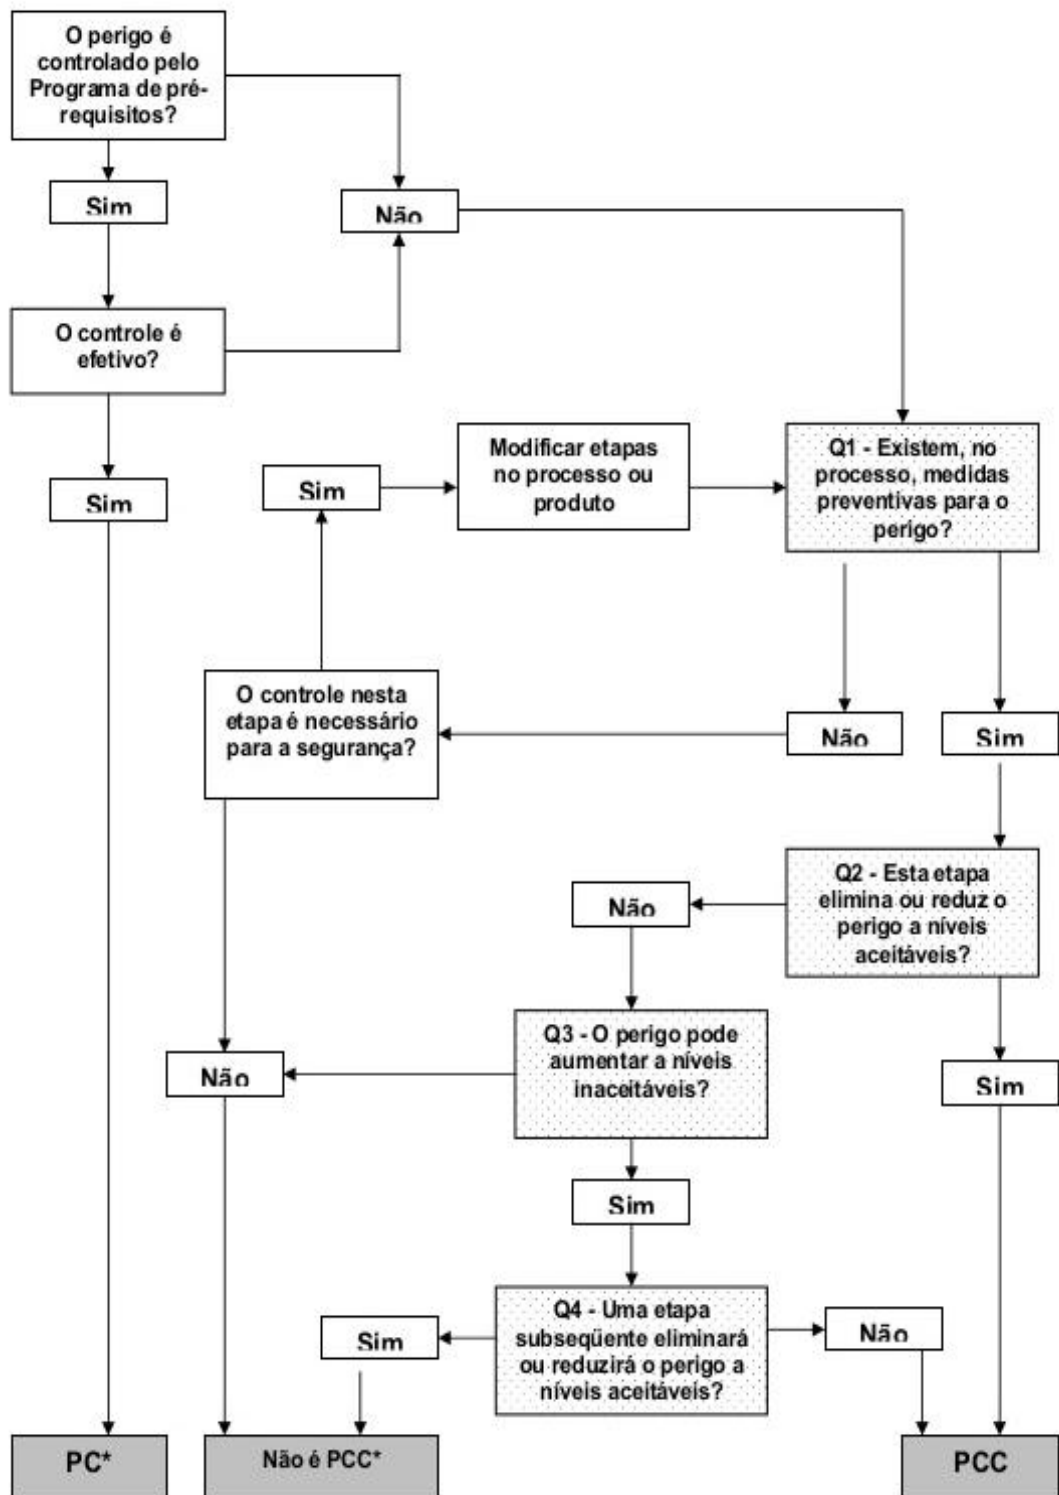 O perigo é
controlado pelo
Programa de pré-
requisitos?
Sim
Não
O controle é
efetivo?
Sim
Sim
Modificar etapas
no processo ou
produto
Q1 - Existem, no
processo, medidas
preventivas para o
perigo?
O controle nesta
etapa é necessário
para a segurança?
Não
Sim
Não
Q2 - Esta etapa
elimina ou reduz o
perigo a níveis
aceitáveis?
Não
Q3 - O perigo pode
aumentar a níveis
inaceitáveis?
Sim
Sim
Sim
Q4 - Uma etapa
subseqüente eliminará
ou reduzirá o perigo a
níveis aceitáveis?
Não
PC*
Não é PCC*
PCC